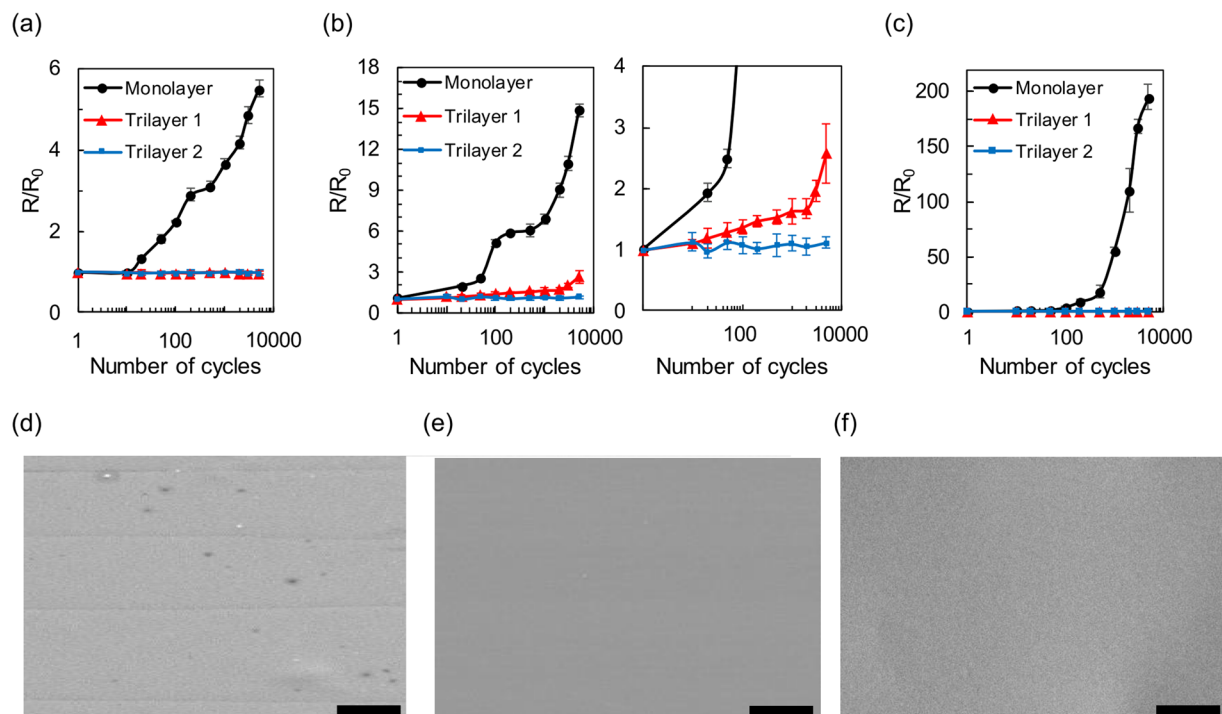 (a)
(b)
(c)
6
4
2
0
R/R0
Monolayer
Trilayer 1
Trilayer 2
1
100
10000
Number of cycles
18
15
12
9
6
3
0
R/R0
Monolayer
Trilayer 1
Trilayer 2
1
100
10000
Number of cycles
4
3
2
1
0
100
10000
Number of cycles
200
150
100
50
0
R/R0
Monolayer
Trilayer 1
Trilayer 2
1
100
10000
Number of cycles
(d)
(e)
(f)